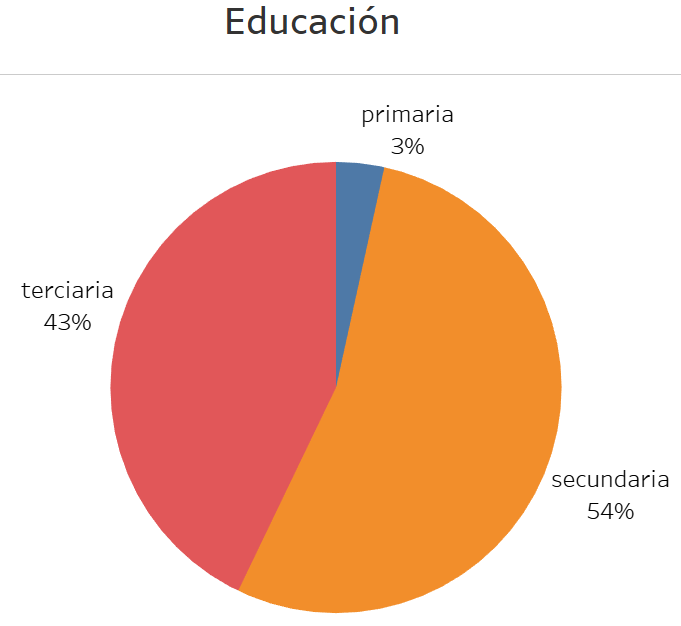 Educación
primaria
3%
terciaria
43%
secundaria
54%